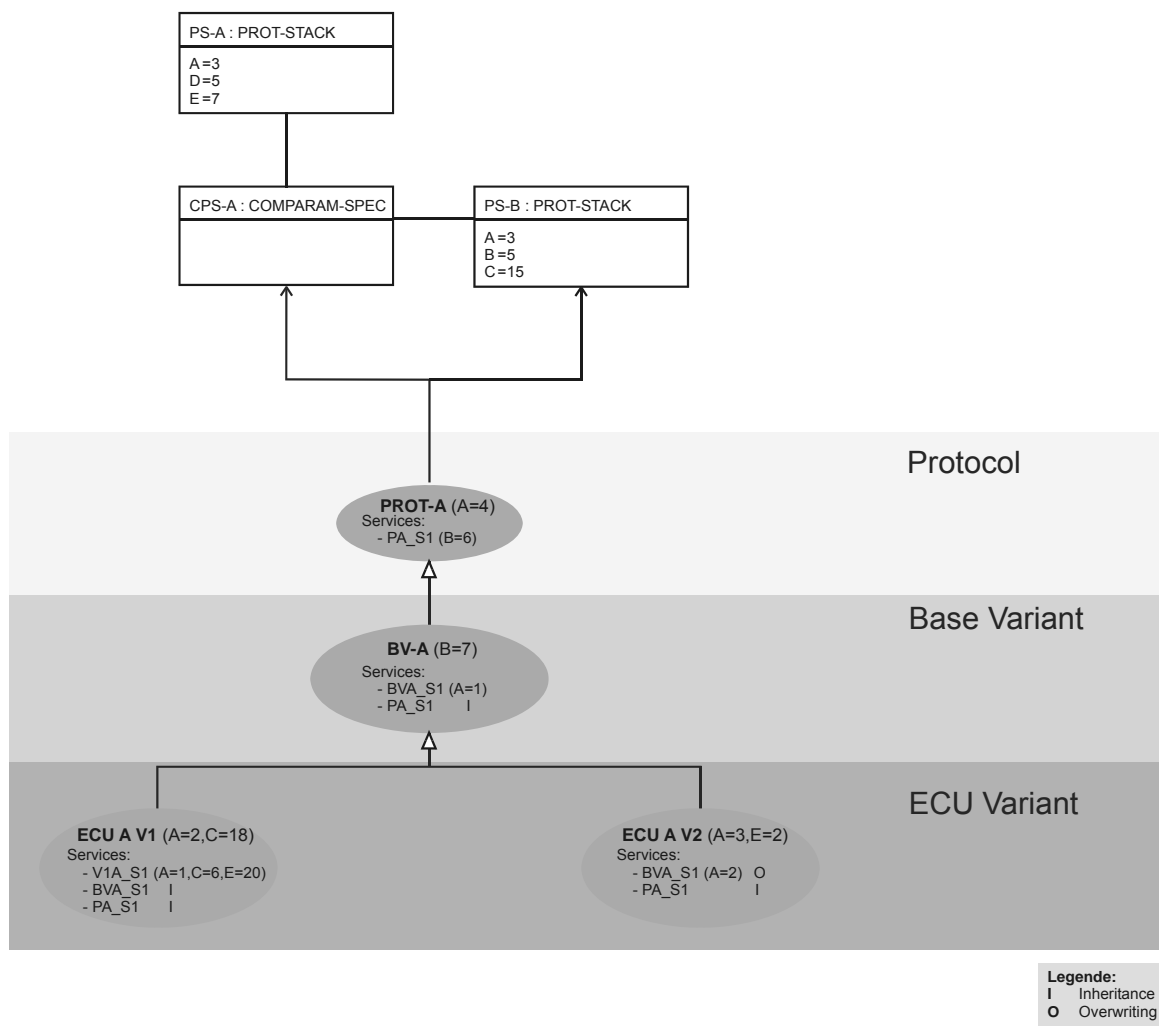 PS-A : PROT-STACK
A=3
D=5
E=7
CPS-A : COMPARAM-SPEC
PS-B : PROT-STACK
A=3
B=5
C=15
Protocol
PROT-A (A=4)
Services:
- PA_S1 (B=6)
Base Variant
BV-A (B=7)
Services:
- BVA_S1 (A=1)
- PA_S1 I
ECU Variant
ECU A V1 (A=2,C=18)
Services:
- V1A_S1 (A=1,C=6,E=20)
- BVA_S1 I
- PA_S1 I
ECU A V2 (A=3,E=2)
Services:
- BVA_S1 (A=2) O
- PA_S1 I
Legende:
I Inheritance
O Overwriting